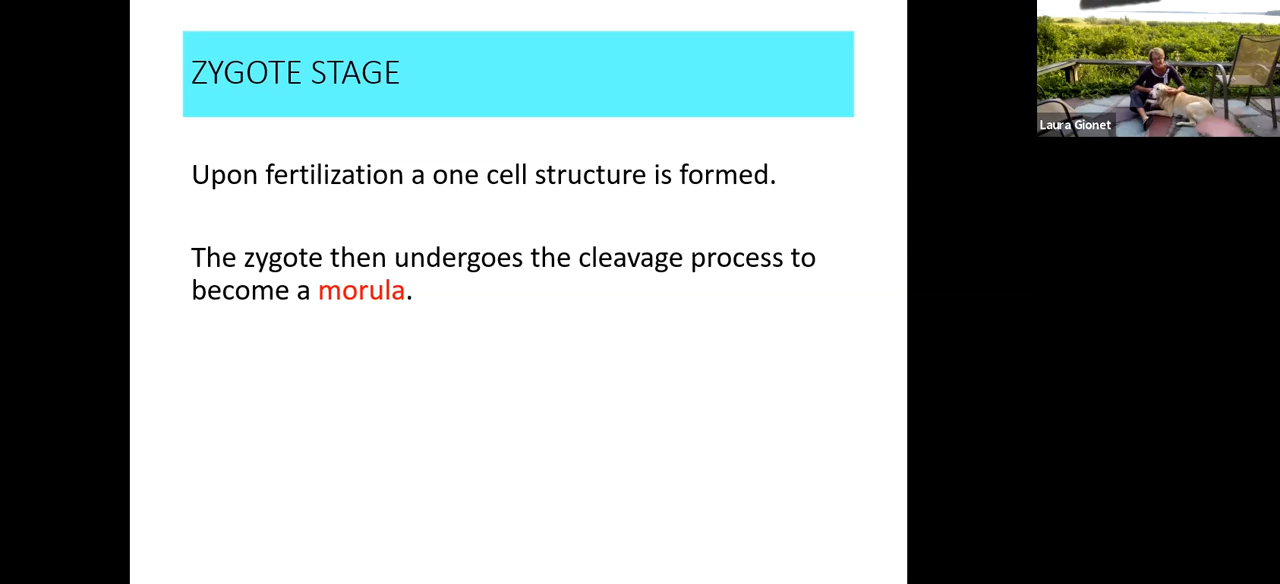 ZYGOTE STAGE
Upon fertilization a one cell structure is formed.
The zygote then undergoes the cleavage process to
become a morula.
Laura Gionet